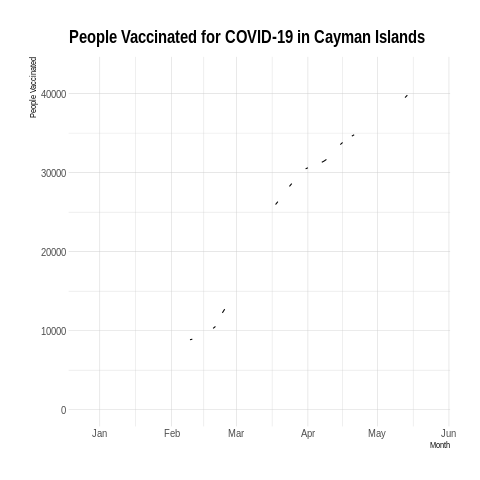 People Vaccinated for COVID-19 in Cayman Islands
People Vaccinated
40000
30000
20000
10000
0
Jan Feb Mar Apr May Jun
Month